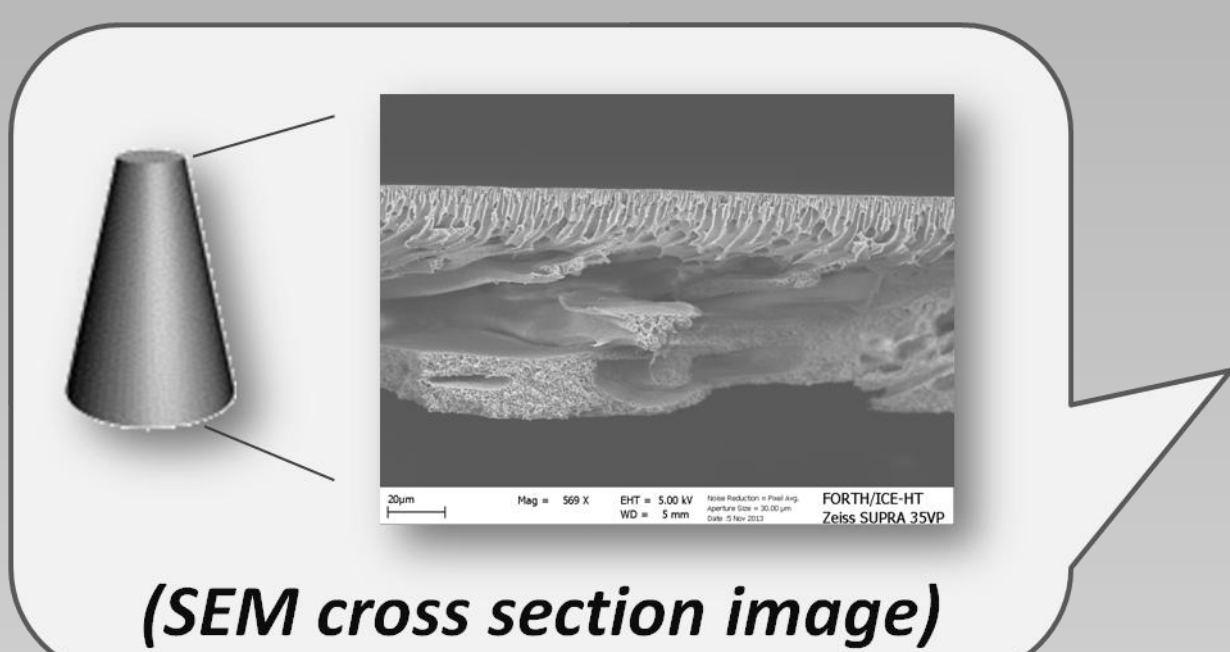 20µm
Mag = 569 X
EHT = 5.00 kV
WD = 5 mm
Noise Reduction = Pixel Avg.
Aperture Size = 30.00 µm
Date :5 Nov 2013
FORTH/ICE-HT
Zeiss SUPRA 35VP
(SEM cross section image)